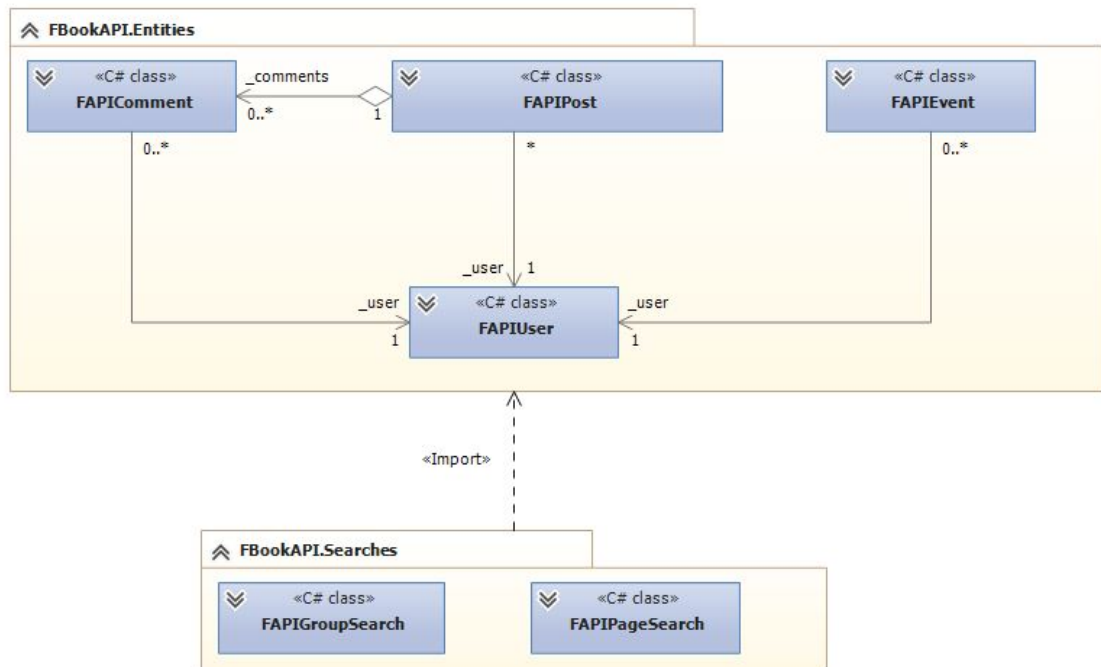 FBookAPI.Entities
«C# class»
FAPIComment
_comments
0..*
1
«C# class»
FAPIPost
«C# class»
FAPIEvent
0..*
*
0..*
_user
1
_user
1
«C# class»
FAPIUser
_user
1
«Import»
FBookAPI.Searches
«C# class»
FAPIGroupSearch
«C# class»
FAPIPageSearch